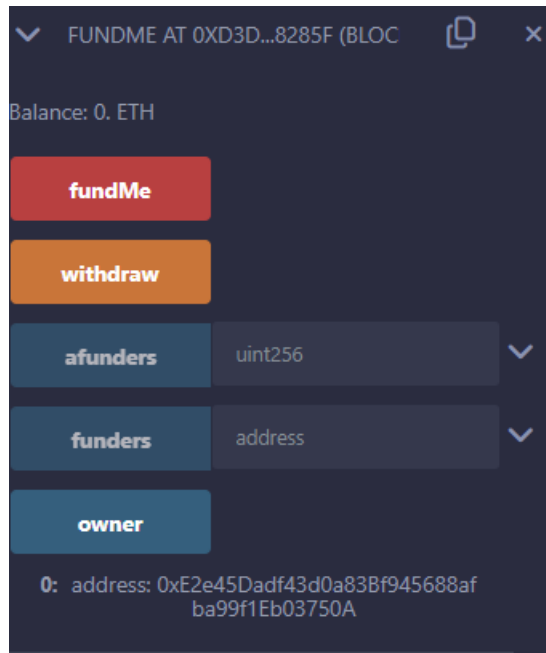 FUNDME AT 0XD3D...8285F (BLOC
Balance: 0. ETH
fundMe
withdraw
afunders uint256
funders address
owner
0: address: 0xE2e45Dadf43d0a83Bf945688af
ba99f1Eb03750A